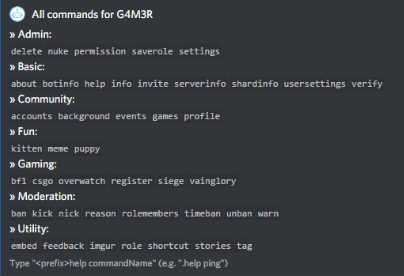 All commands for G4M3R
» Admin:
delete nuke permission saverole settings
» Basic:
about botinfo help info invite serverinfo shardinfo usersettings verify
» Community:
accounts background events games profile
» Fun:
kitten meme puppy
» Gaming:
bf1 csgo overwatch register siege vainglory
» Moderation:
ban kick nick reason rolemembers timeban unban warn
» Utility:
embed feedback imgur role shortcut stories tag
Type "<prefix>help commandName" (e.g. ".help ping")